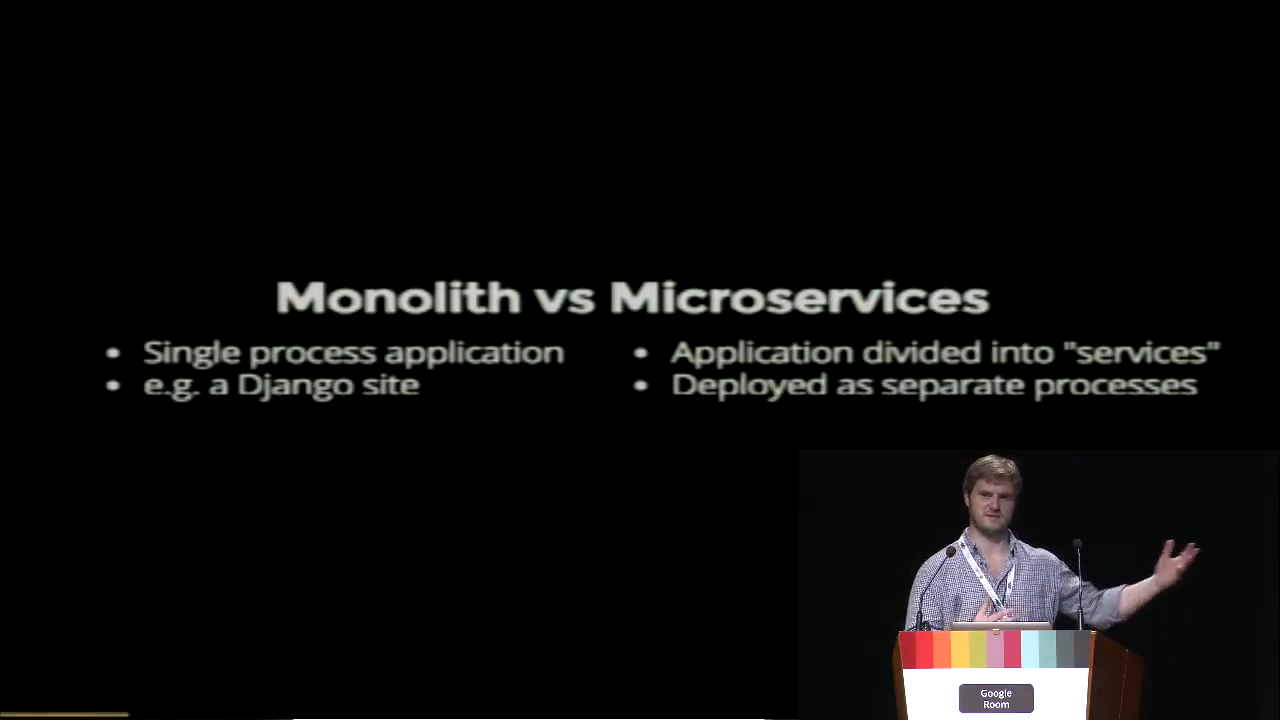 Monolith vs Microservices
• Single process application
• e.g. a Django site
• Application divided into "services"
• Deployed as separate processes
Google
Room